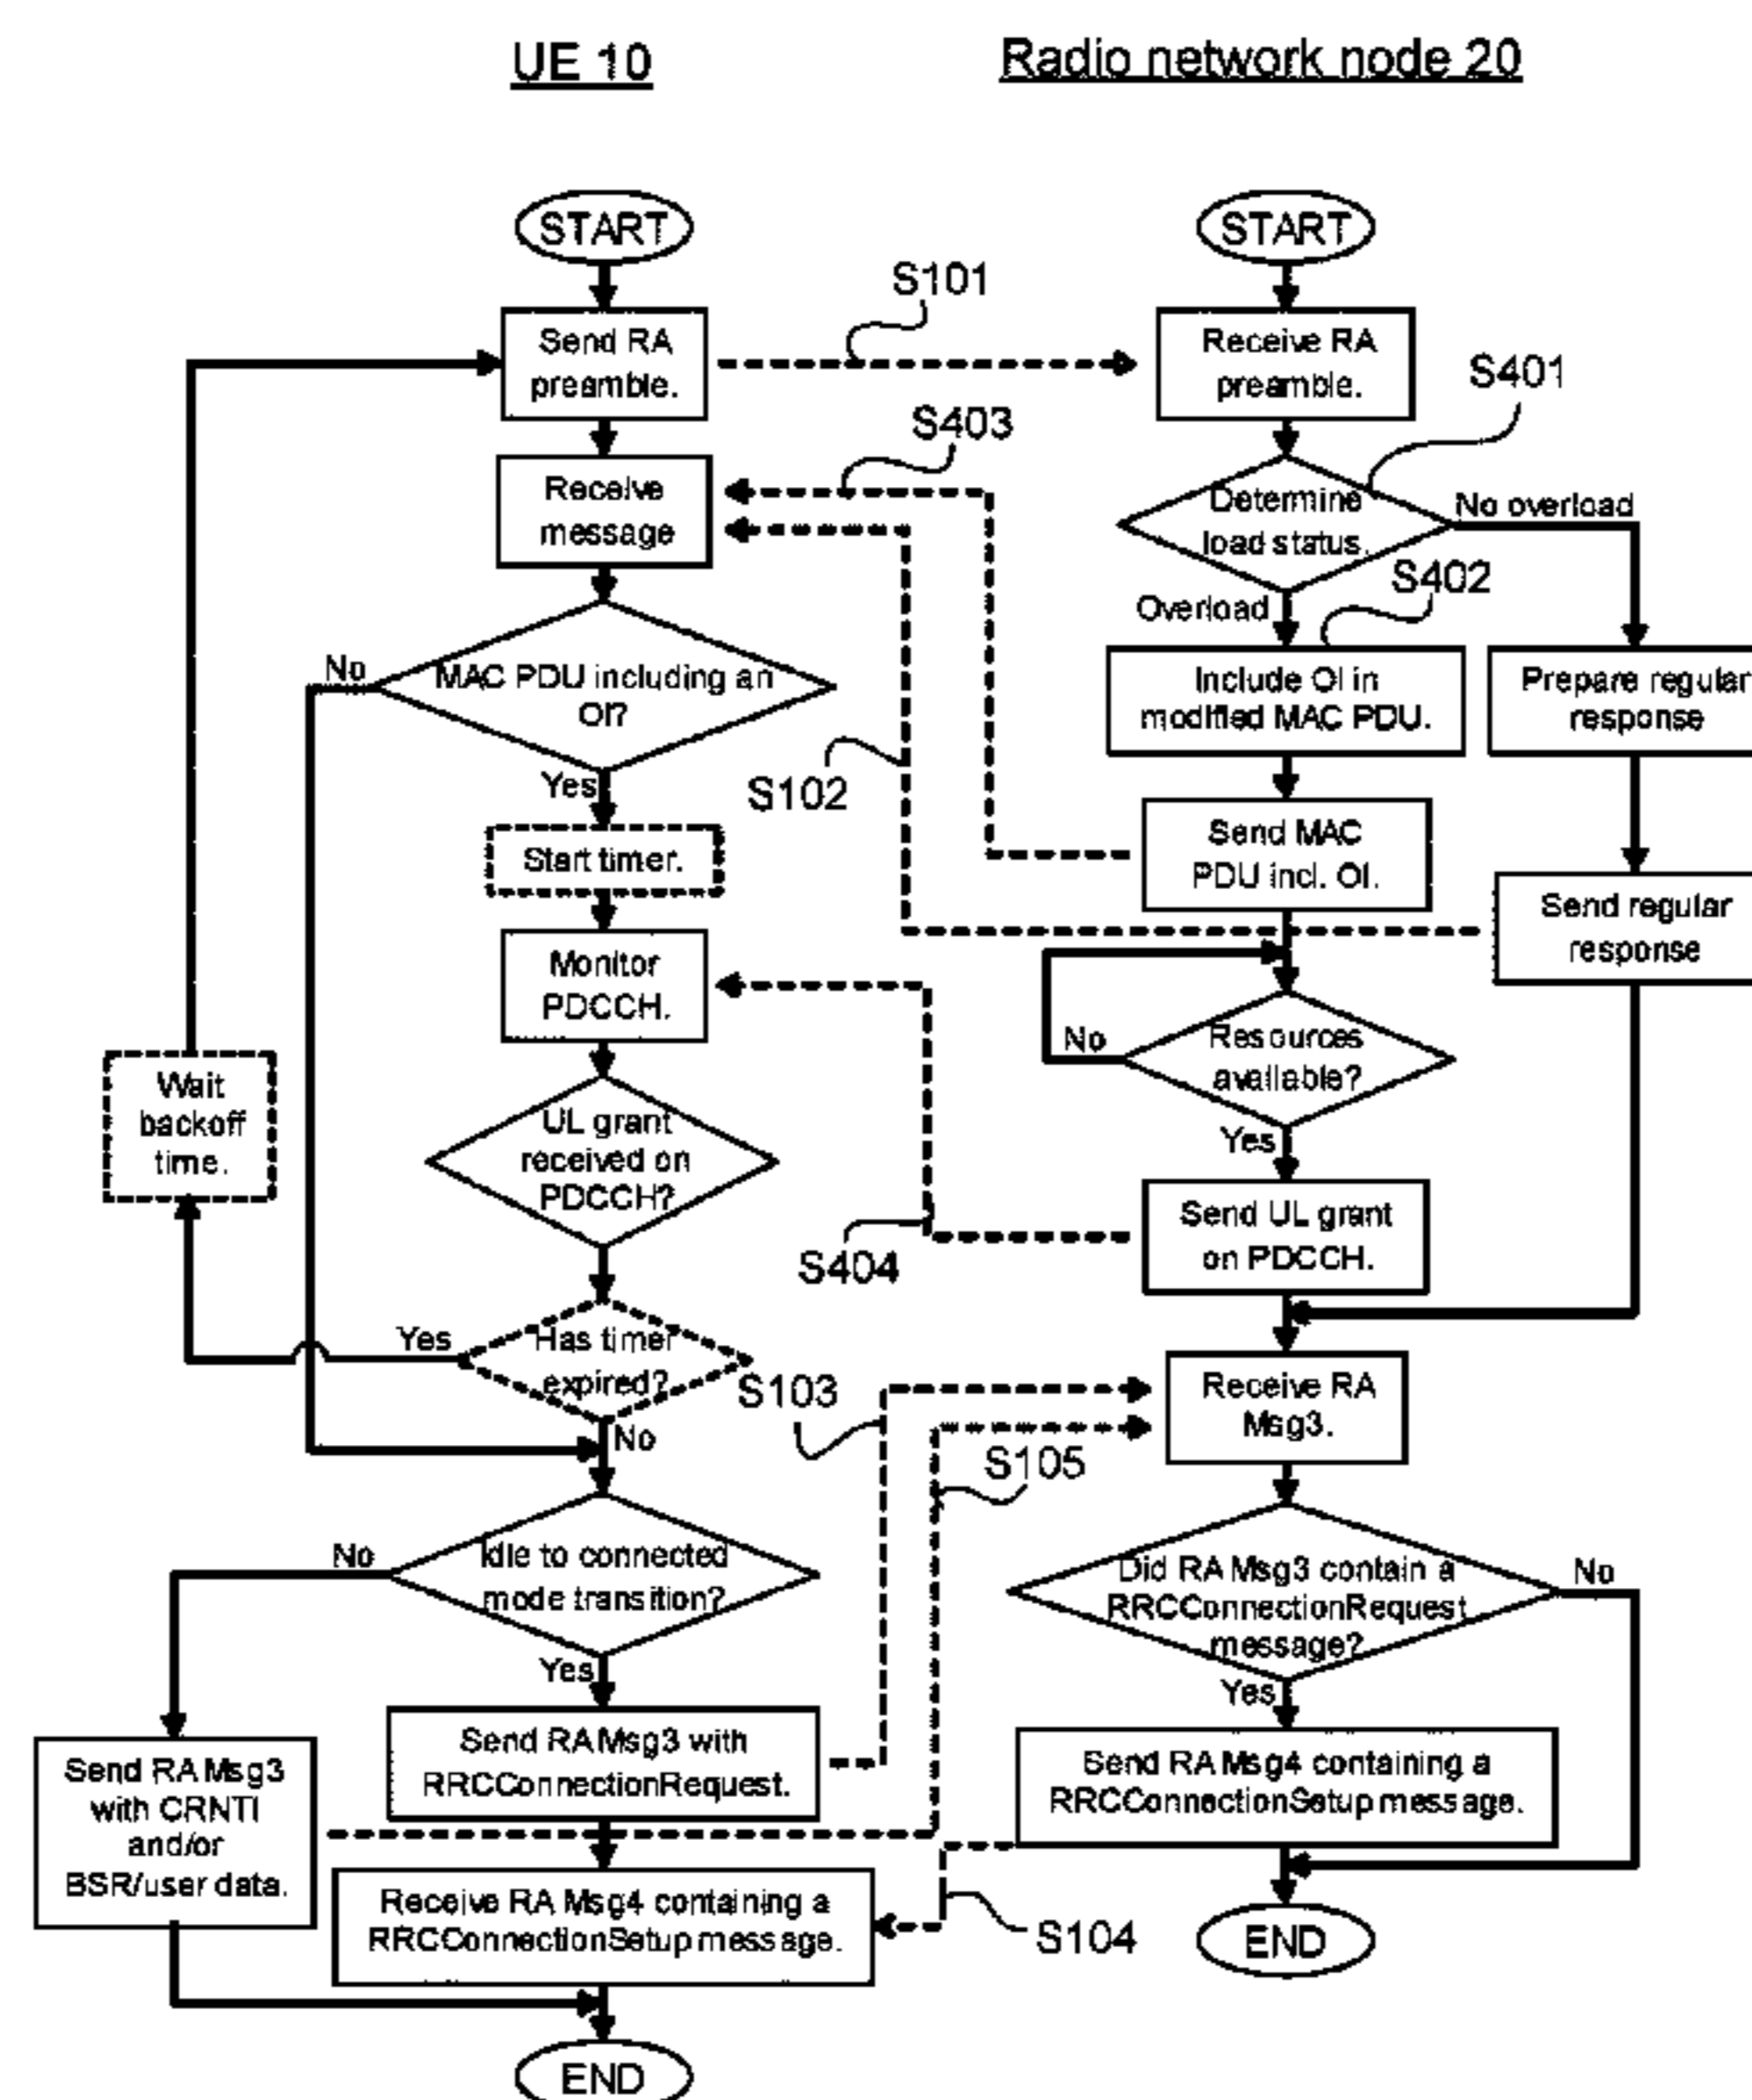 UE 10
Radio network node 20
START
START
S101
Send RA
preamble.
Receive RA
preamble.
S401
S403
Receive
message
Determine
load status.
No overload
S402
Overload
No
MAC PDU including an
OI?
Include OI in
modified MAC PDU.
Prepare regular
response
Yes
S102
Start timer.
Send MAC
PDU incl. OI.
Send regular
response
Monitor
PDCCH.
No
Resources
available?
Wait
backoff
time.
UL grant
received on
PDCCH?
Yes
S404
Send UL grant
on PDCCH.
Yes
Has timer
expired?
S103
Receive RA
Msg3.
No
S105
No
Idle to connected
mode transition?
Did RA Msg3 contain a
RRCConnectionRequest
message?
No
Yes
Yes
Send RA Msg3
with CRNTI
and/or
BSR/user data.
Send RA Msg3 with
RRCConnectionRequest.
Send RA Msg4 containing a
RRCConnectionSetup message.
Receive RA Msg4 containing a
RRCConnectionSetup message.
S104
END
END